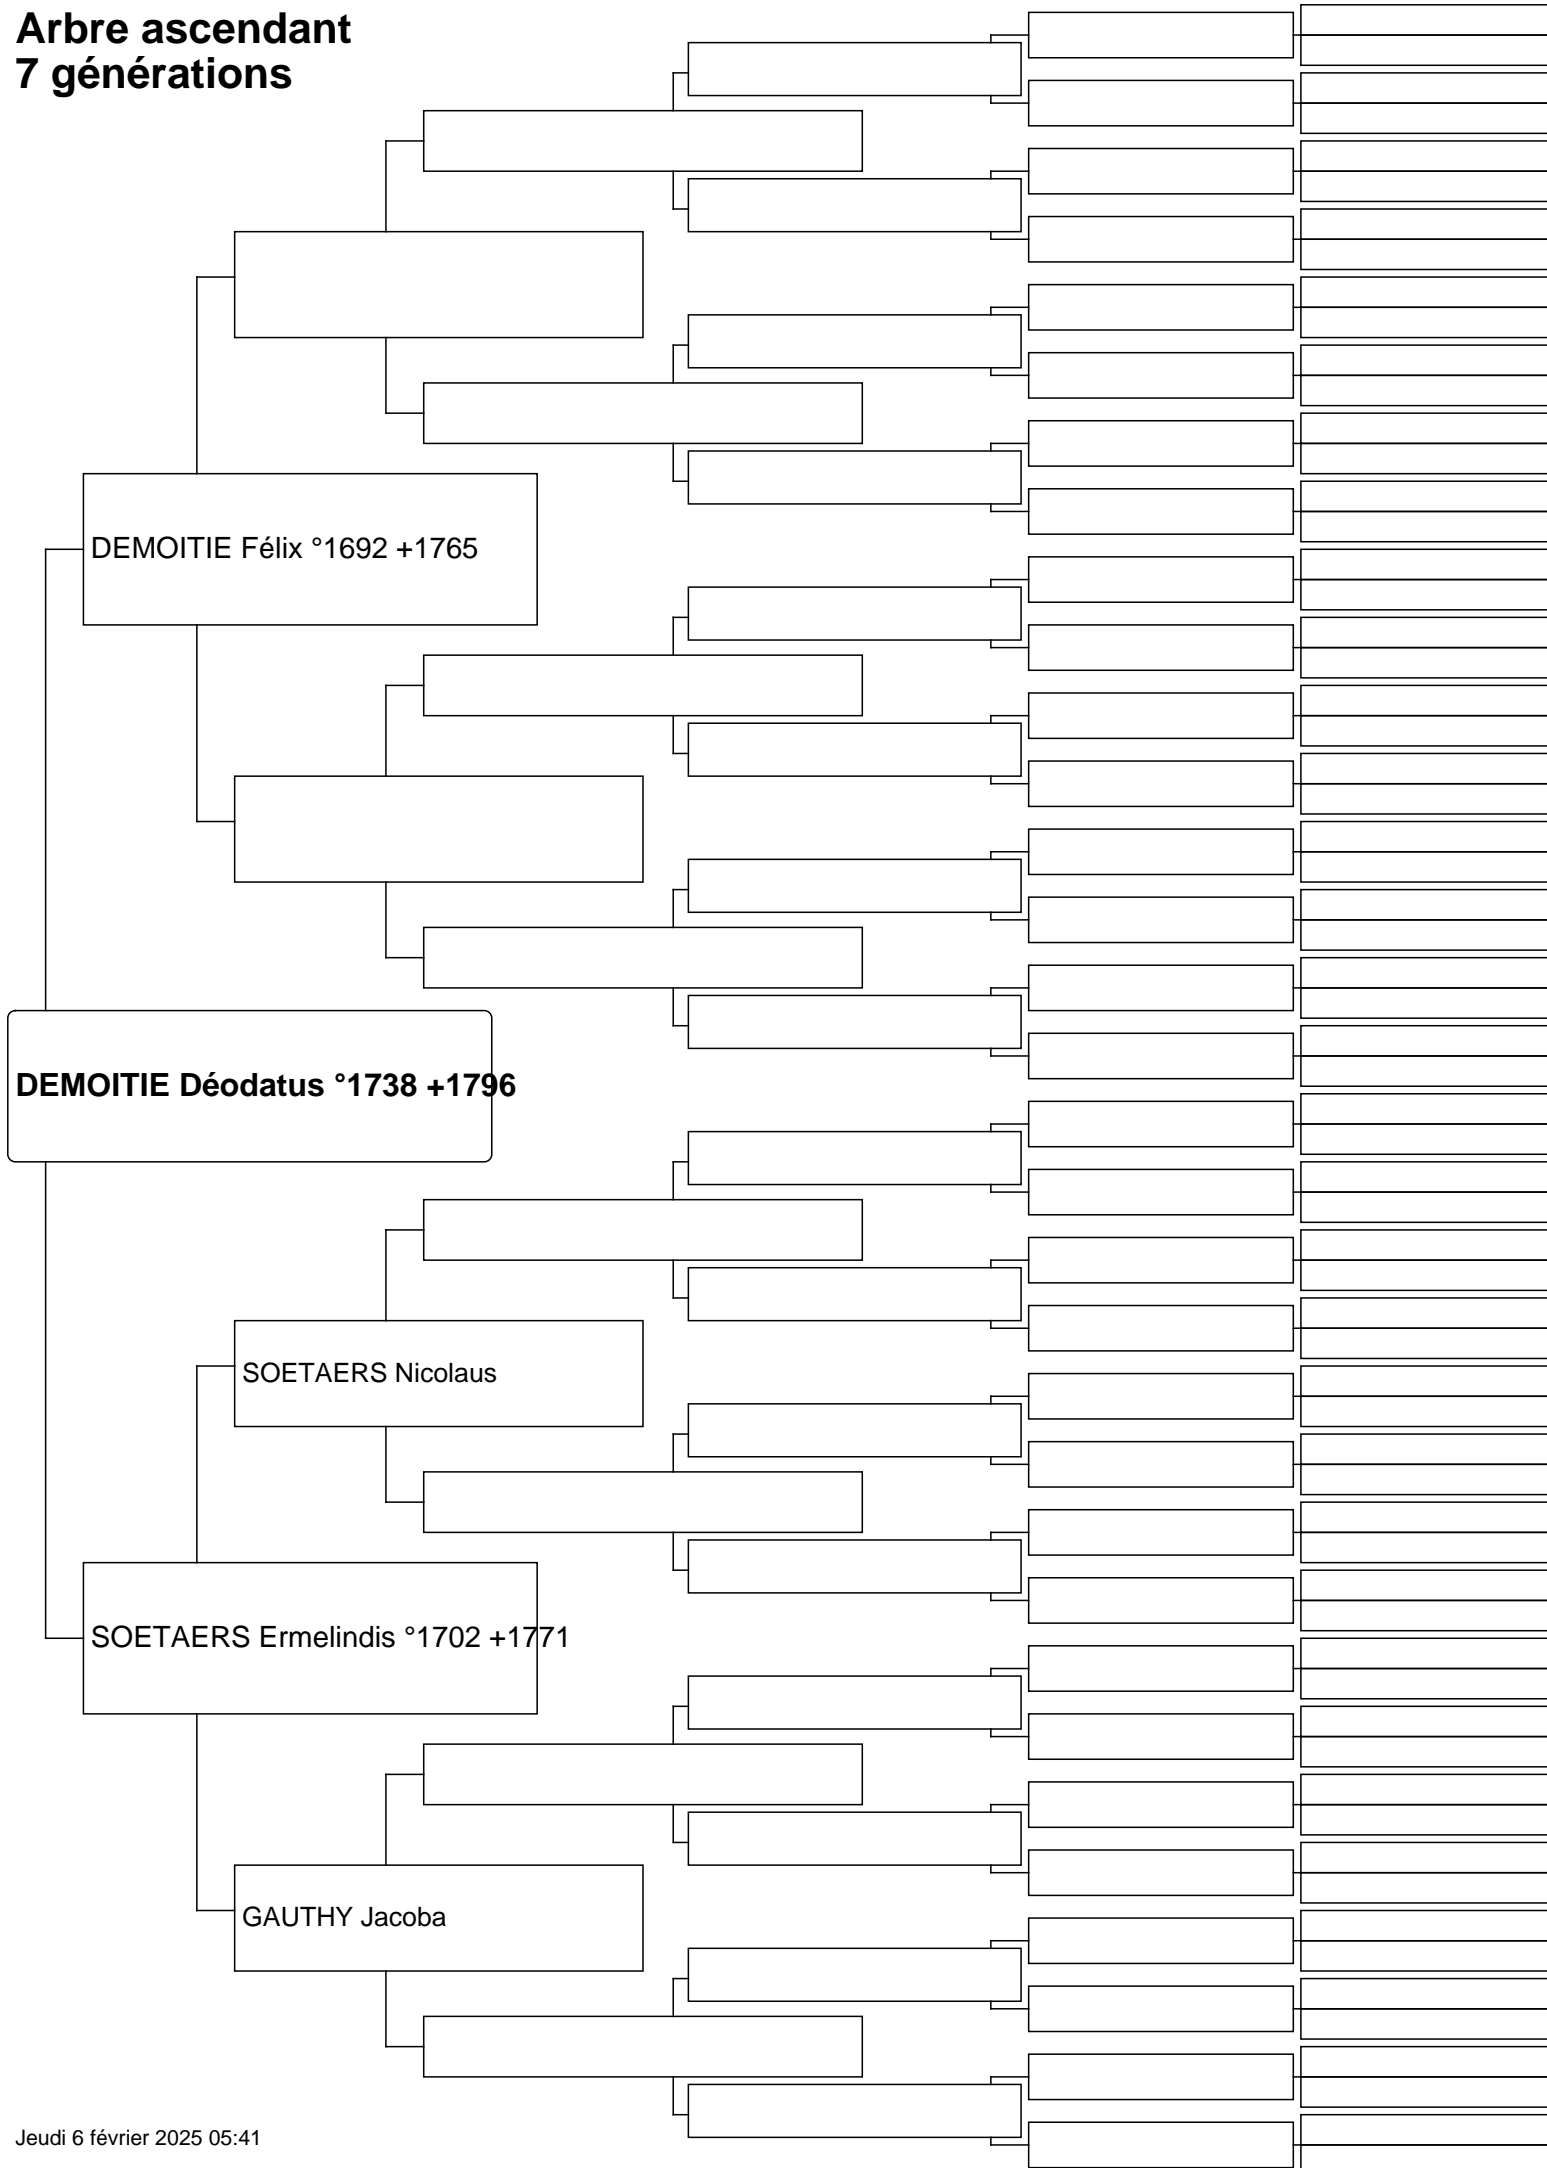 Arbre ascendant
7 générations
DEMOITIE Félix °1692 +1765
DEMOITIE Déodatus °1738 +1796
SOETAERS Nicolaus
SOETAERS Ermelindis °1702 +1771
GAUTHY Jacoba
Jeudi 6 février 2025 05:41